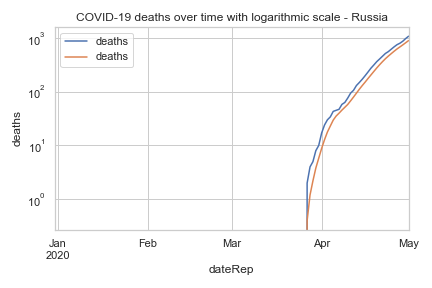 COVID-19 deaths over time with logarithmic scale - Russia
deaths
deaths
10³
10²
10¹
10⁰
deaths
Jan
2020
Feb
Mar
Apr
May
dateRep